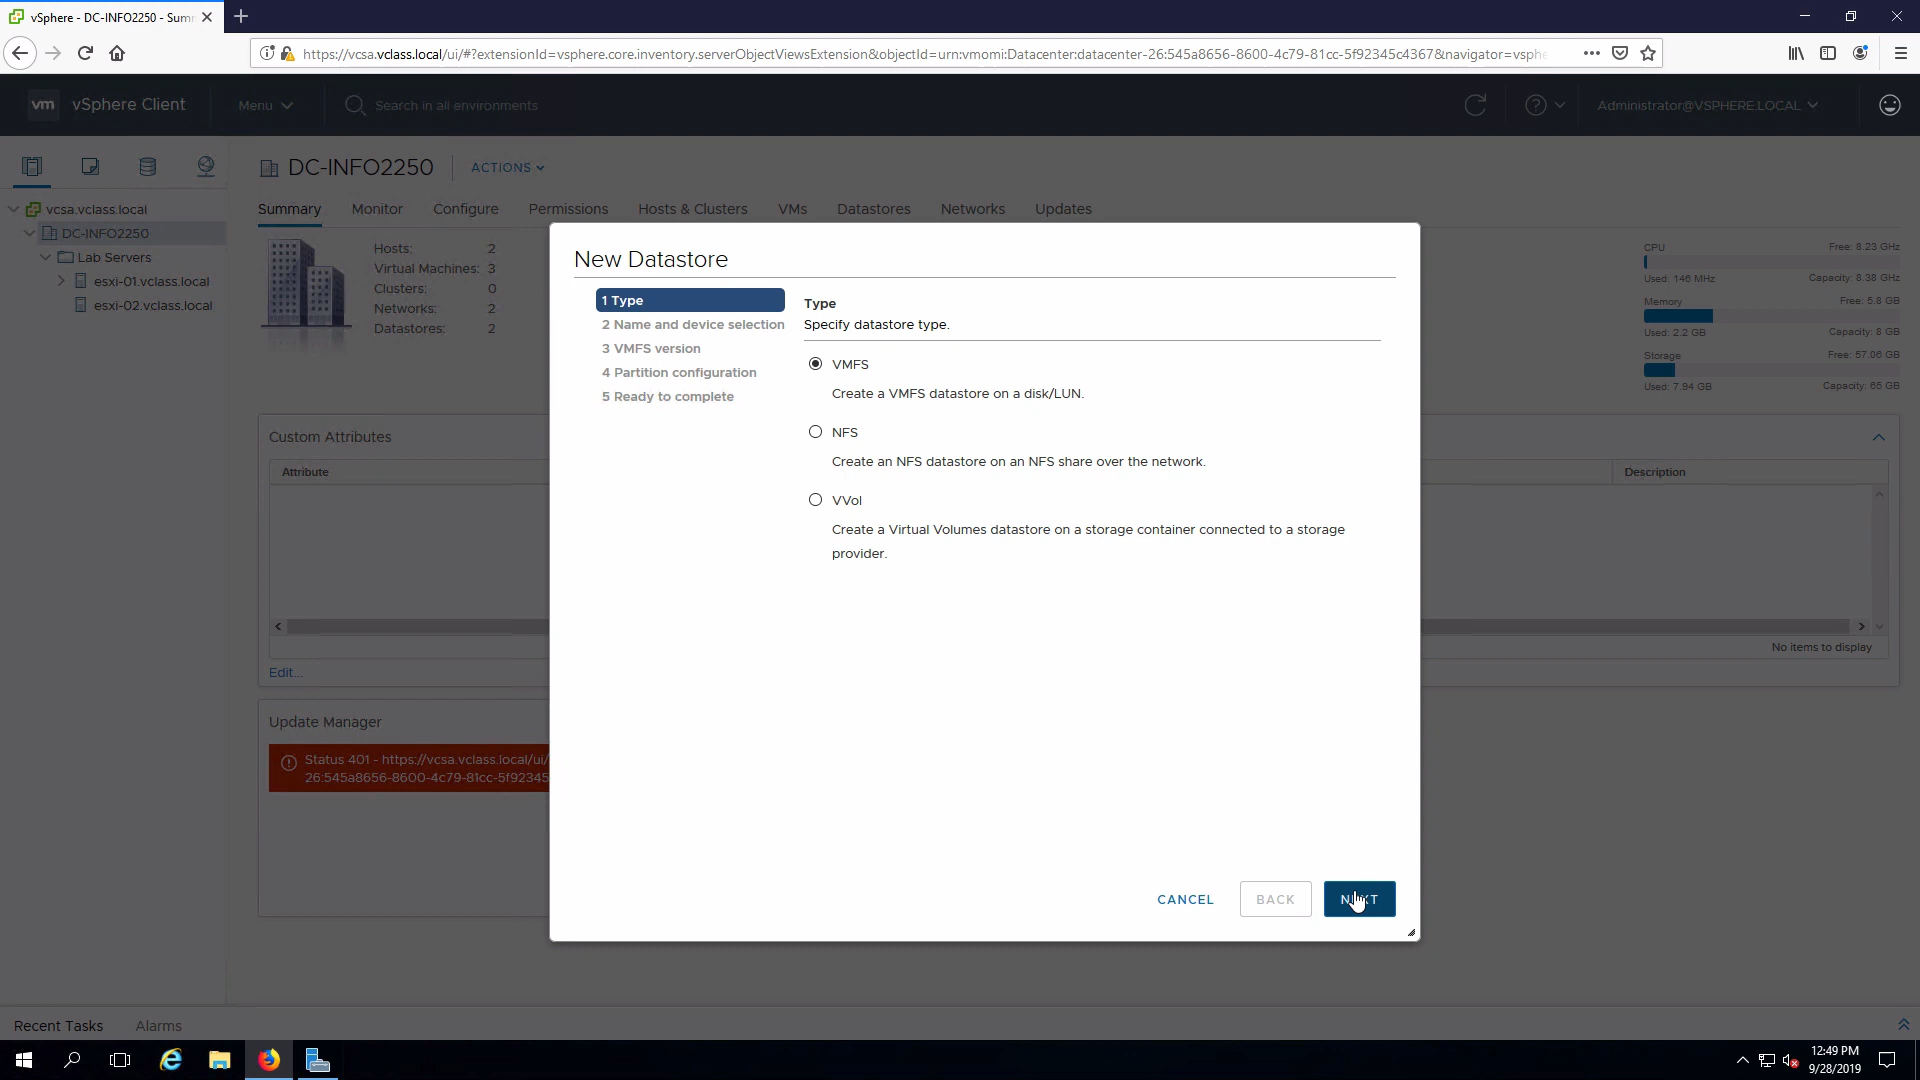 vSphere - DC-INFO2250 - Sum
https://vcsa.vclass.local/ui/#?extensionId=vsphere.core.inventory.serverObjectViewsExtension&objectId=urn:vmomi:Datacenter:datacenter-26:545a8656-8600-4c79-81cc-5f92345c4367&navigator=vsphe
vm vSphere Client Menu Search in all environments Administrator@VSPHERE.LOCAL
DC-INFO2250 ACTIONS
Summary Monitor Configure Permissions Hosts & Clusters VMs Datastores Networks Updates
vcsa.vclass.local
DC-INFO2250
Lab Servers
esxi-01.vclass.local
esxi-02.vclass.local
Hosts: 2
Virtual Machines: 3
Clusters: 0
Networks: 2
Datastores: 2
CPU Free: 8.23 GHz
Used: 146 MHz Capacity: 8.38 GHz
Memory Free: 5.8 GB
Used: 2.2 GB Capacity: 8 GB
Storage Free: 57.06 GB
Used: 7.94 GB Capacity: 65 GB
Custom Attributes
Attribute Description
No items to display
Edit...
Update Manager
Status 401 - https://vcsa.vclass.local/ui/
26:545a8656-8600-4c79-81cc-5f92345
New Datastore
1 Type
2 Name and device selection
3 VMFS version
4 Partition configuration
5 Ready to complete
Type
Specify datastore type.
VMFS
Create a VMFS datastore on a disk/LUN.
NFS
Create an NFS datastore on an NFS share over the network.
VVol
Create a Virtual Volumes datastore on a storage container connected to a storage
provider.
CANCEL BACK NEXT
Recent Tasks Alarms
12:49 PM
9/28/2019